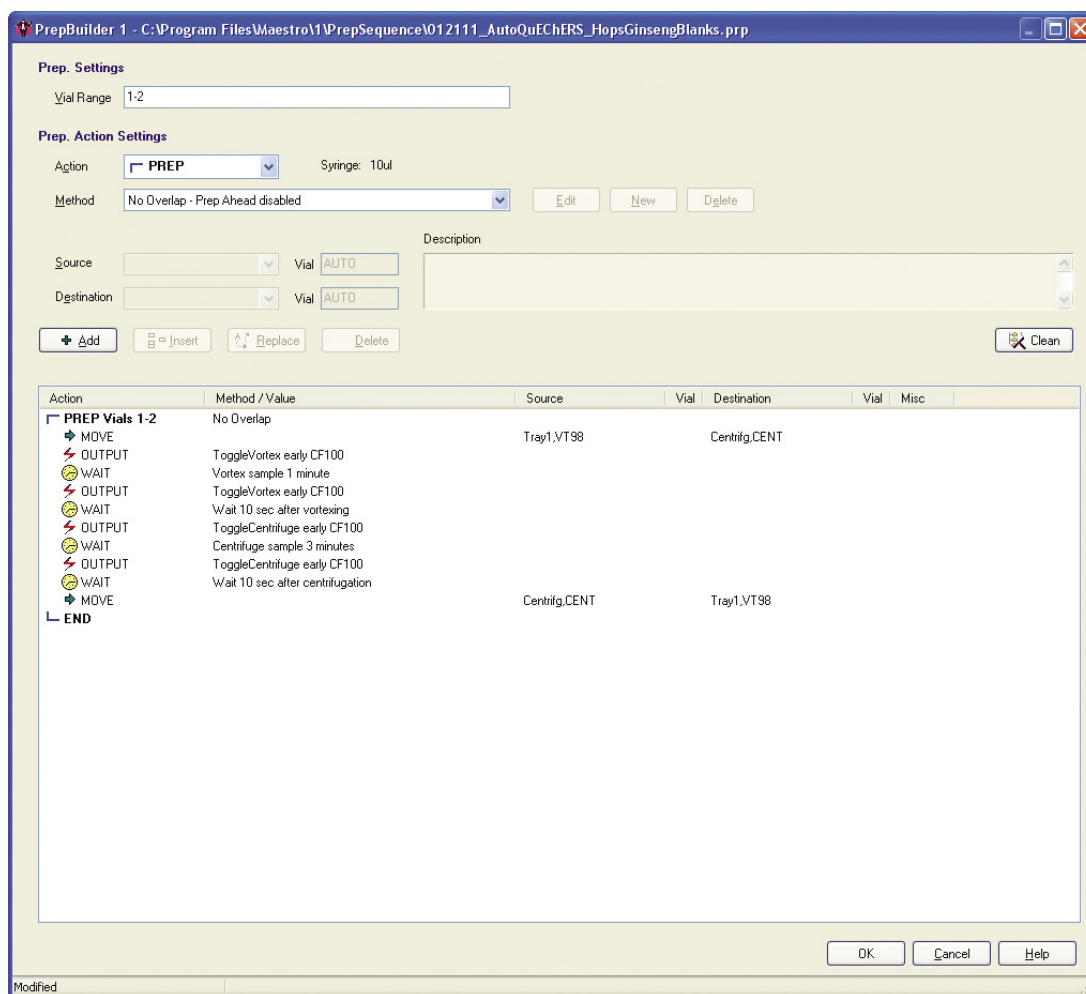 PrepBuilder 1 - C:\Program Files\Maestro\1\PrepSequence\012111_AutoQuEChERS_HopsGinsengBlanks.prp
Prep. Settings
Vial Range 1-2
Prep. Action Settings
Action PREP Syringe: 10ul
Method No Overlap - Prep Ahead disabled Edit New Delete
Description
Source Vial AUTO
Destination Vial AUTO
Add Insert Replace Delete Clean
Action Method / Value Source Vial Destination Vial Misc
PREP Vials 1-2 No Overlap
MOVE Tray1,VT98 Centrifg,CENT
OUTPUT ToggleVortex early CF100
WAIT Vortex sample 1 minute
OUTPUT ToggleVortex early CF100
WAIT Wait 10 sec after vortexing
OUTPUT ToggleCentrifuge early CF100
WAIT Centrifuge sample 3 minutes
OUTPUT ToggleCentrifuge early CF100
WAIT Wait 10 sec after centrifugation
MOVE Centrifg,CENT Tray1,VT98
END
OK Cancel Help
Modified